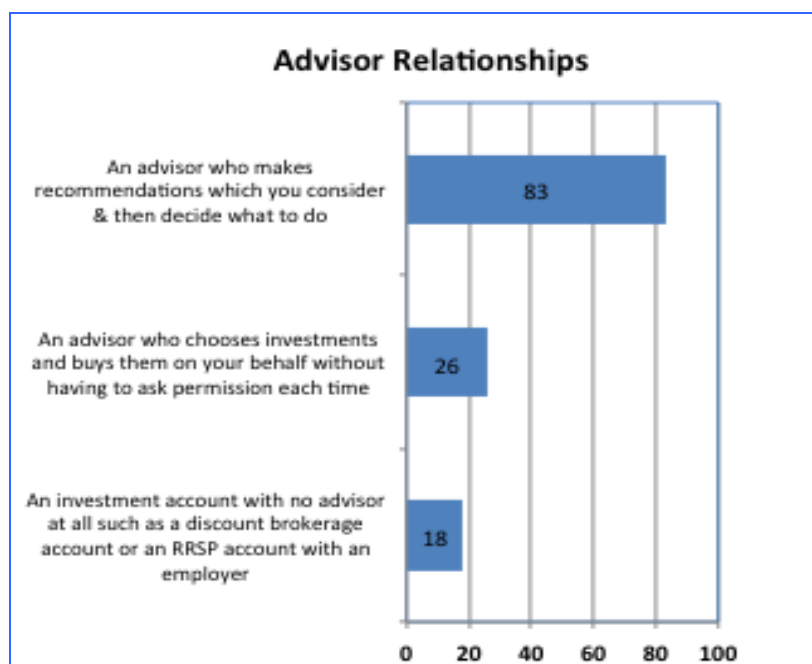 Advisor Relationships
An advisor who makes
recommendations which you consider
& then decide what to do
83
An advisor who chooses investments
and buys them on your behalf without
having to ask permission each time
26
An investment account with no advisor
at all such as a discount brokerage
account or an RRSP account with an
employer
18
0 20 40 60 80 100